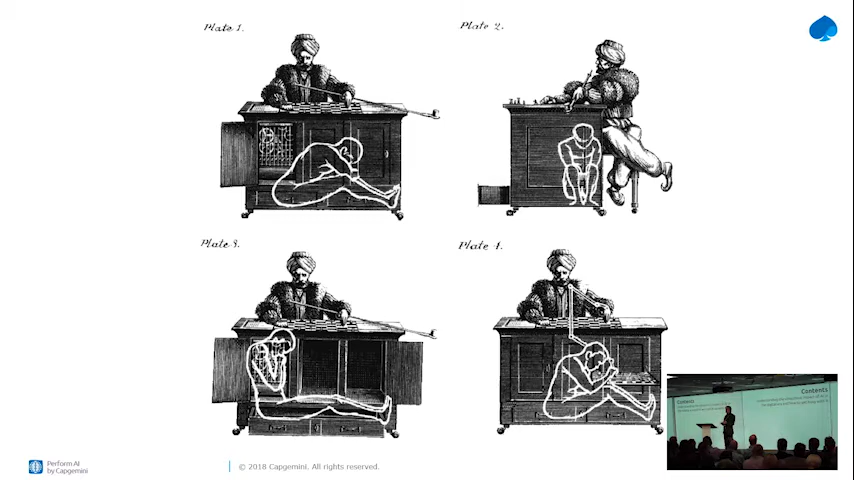 Plate 1.
Plate 2.
Plate 3.
Plate 4.
Perform AI
by Capgemini
© 2018 Capgemini. All rights reserved.
Contents
Contents